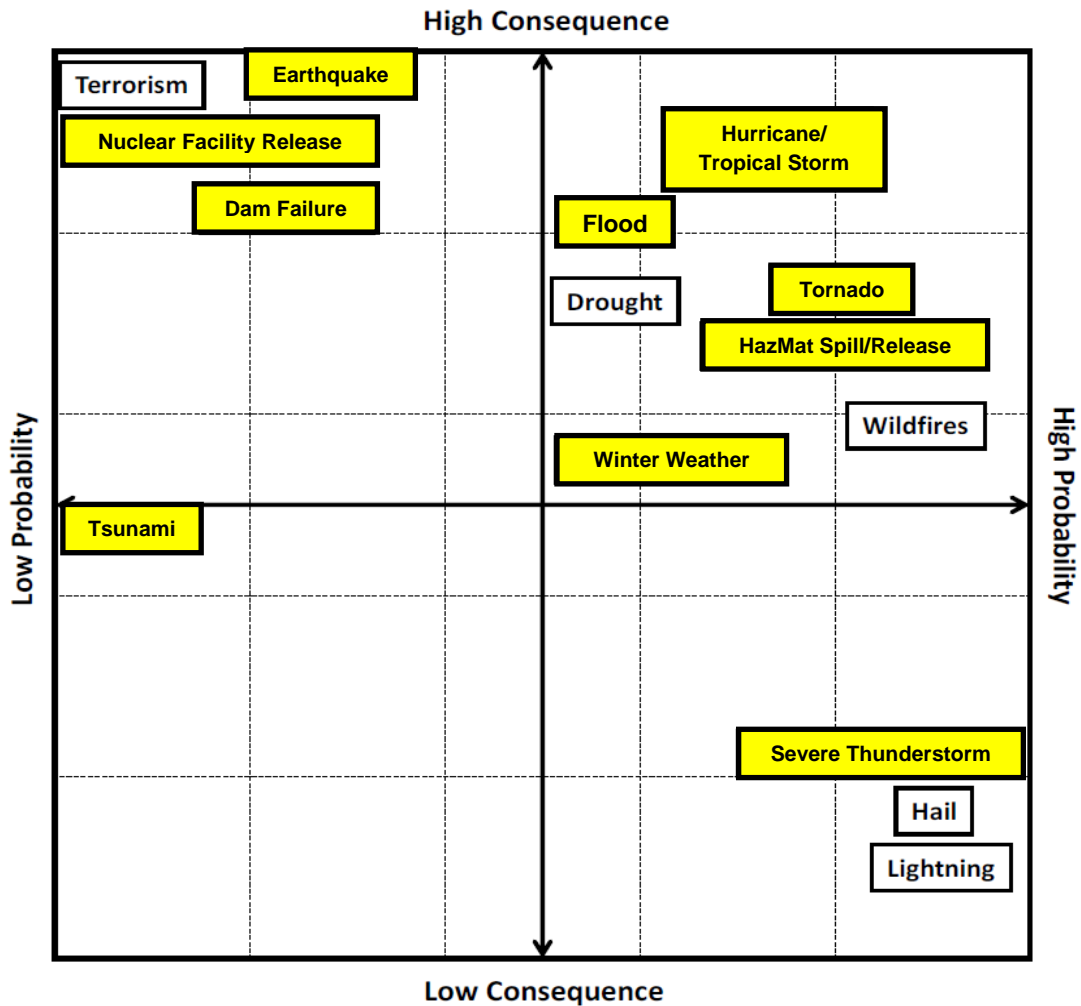 High Consequence
Terrorism
Earthquake
Nuclear Facility Release
Hurricane/
Tropical Storm
Dam Failure
Flood
Tornado
Drought
HazMat Spill/Release
Wildfires
Winter Weather
Low Probability
High Probability
Tsunami
Severe Thunderstorm
Hail
Lightning
Low Consequence